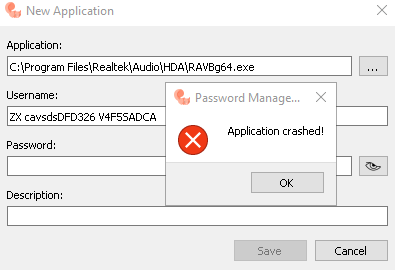 New Application
Application:
C:\Program Files\Realtek\Audio\HDA\RAVBg64.exe
...
Username:
ZX cavsdsDFD326 V4F5SADCA
Password Manage...
Application crashed!
OK
Password:
Description:
Save
Cancel